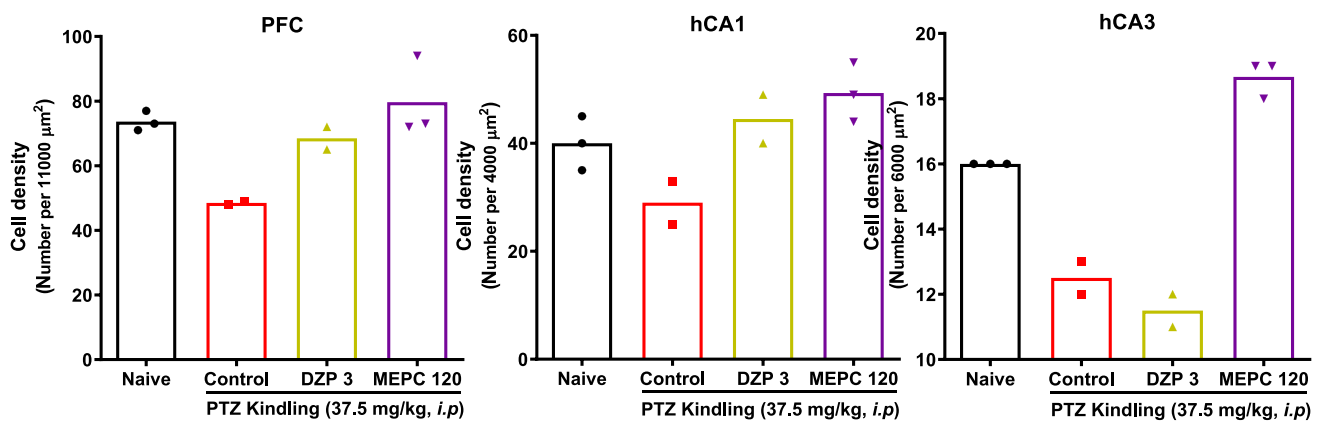 PFC
Cell density
(Number per 11000 μm²)
100
80
60
40
20
0
Naive Control DZP 3 MEPC 120
PTZ Kindling (37.5 mg/kg, i.p)
hCA1
Cell density
(Number per 4000 μm²)
60
40
20
0
Naive Control DZP 3 MEPC 120
PTZ Kindling (37.5 mg/kg, i.p)
hCA3
Cell density
(Number per 6000 μm²)
20
18
16
14
12
10
Naive Control DZP 3 MEPC 120
PTZ Kindling (37.5 mg/kg, i.p)